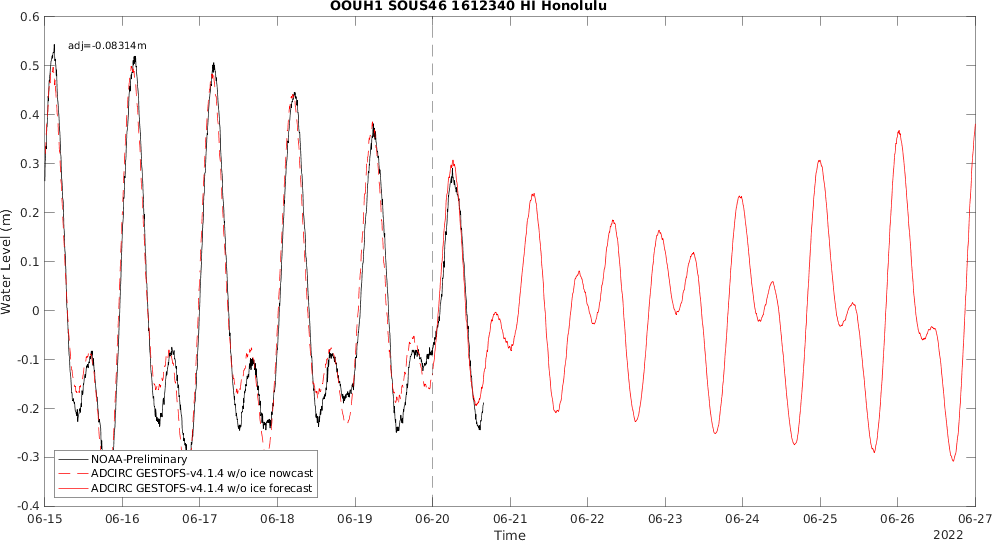 OOUH1 SOUS46 1612340 HI Honolulu
0.6
adj=-0.08314m
0.5
0.4
0.3
0.2
0.1
0
-0.1
-0.2
-0.3
-0.4
Water Level (m)
NOAA-Preliminary
ADCIRC GESTOFS-v4.1.4 w/o ice nowcast
ADCIRC GESTOFS-v4.1.4 w/o ice forecast
06-15 06-16 06-17 06-18 06-19 06-20 06-21 06-22 06-23 06-24 06-25 06-26 06-27
Time
2022